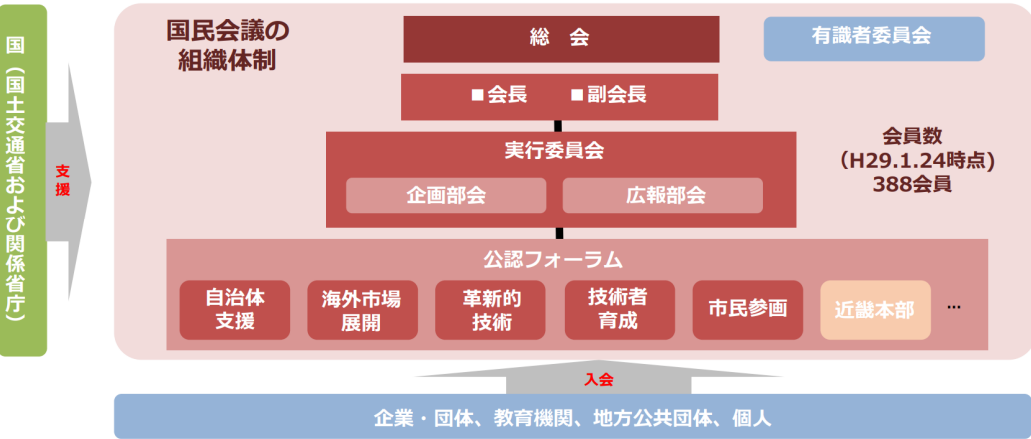 国（国土交通省および関係省庁）
支援
国民会議の
組織体制
総　会
有識者委員会
■会長　■副会長
実行委員会
企画部会
広報部会
会員数
（H29.1.24時点)
388会員
公認フォーラム
自治体
支援
海外市場
展開
革新的
技術
技術者
育成
市民参画
近畿本部
…
入会
企業・団体、教育機関、地方公共団体、個人